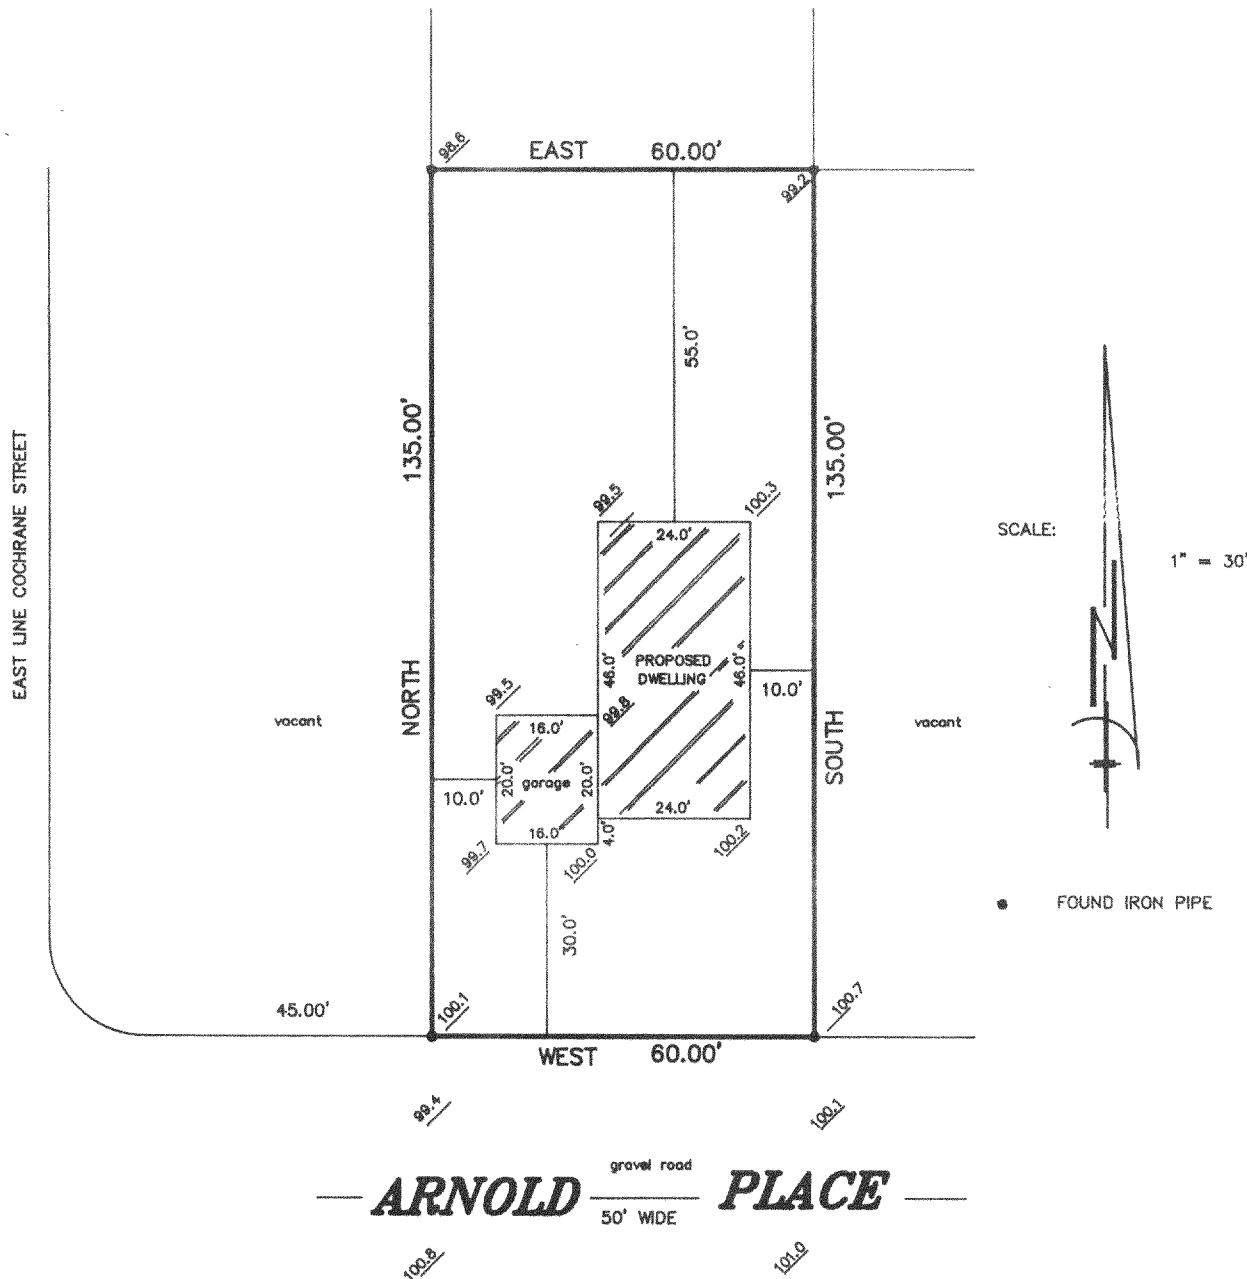 98.6
EAST 60.00'
99.2
55.0'
135.00'
135.00'
EAST LINE COCHRANE STREET
99.5
100.3
24.0'
SCALE:
1" = 30'
N
46.0'
PROPOSED
DWELLING
46.0'
10.0'
NORTH
99.5
99.8
vacant
16.0'
vacant
SOUTH
20.0'
garage
20.0'
10.0'
24.0'
16.0'
4.0'
99.7
100.0
100.2
30.0'
FOUND IRON PIPE
45.00'
100.1
100.7
WEST 60.00'
99.4
100.1
gravel road
ARNOLD PLACE
50' WIDE
100.8
101.0